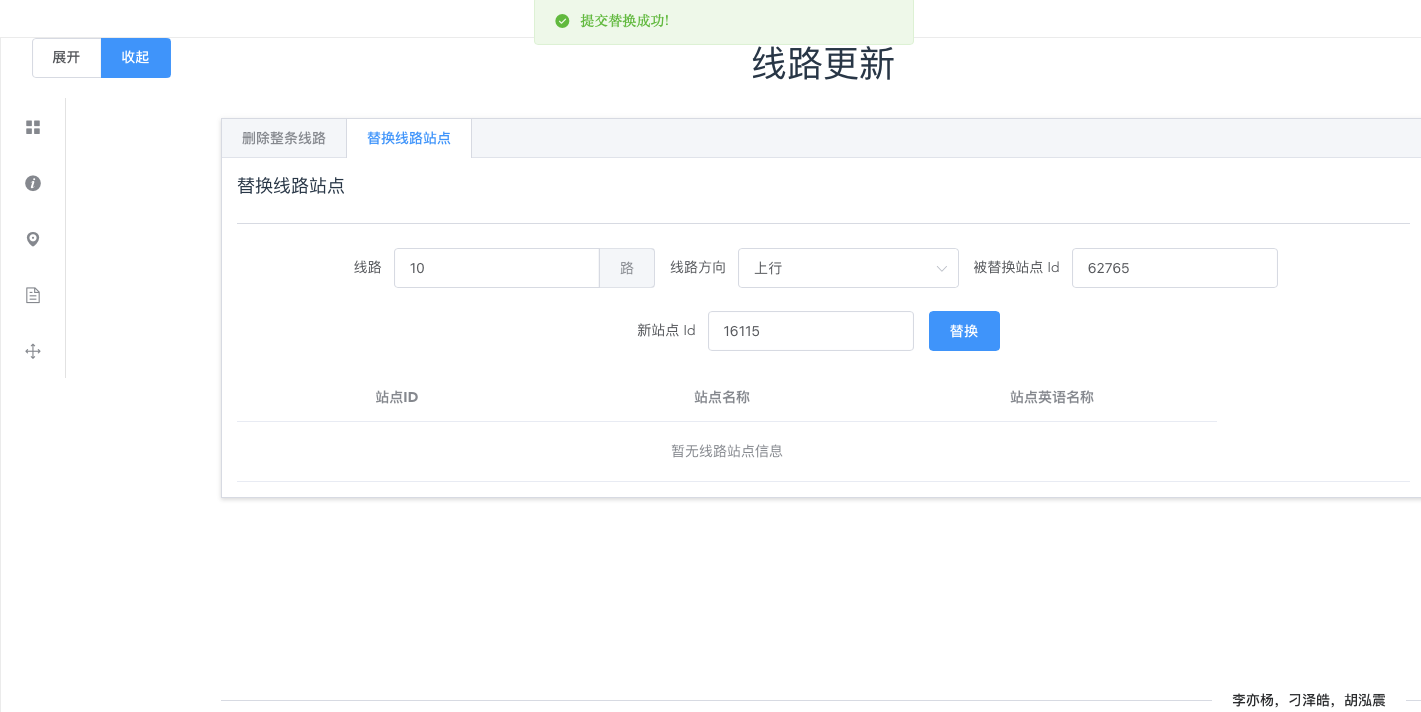 提交替换成功!
展开 收起
线路更新
删除整条线路 替换线路站点
替换线路站点
线路 10 路 线路方向 上行 被替换站点 Id 62765
新站点 Id 16115 替换
站点ID 站点名称 站点英语名称
暂无线路站点信息
李亦杨，刁泽皓，胡泓震